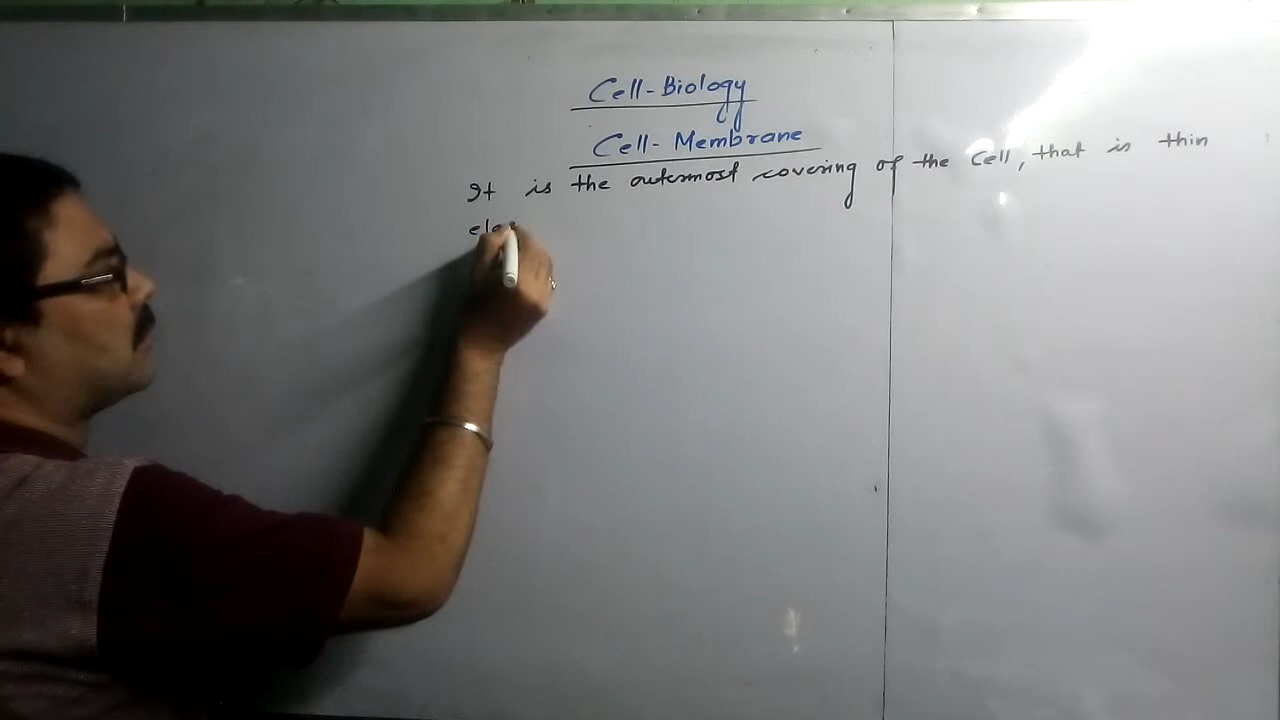 Cell-Biology
Cell-Membrane
It is the outermost covering of the cell, that is thin